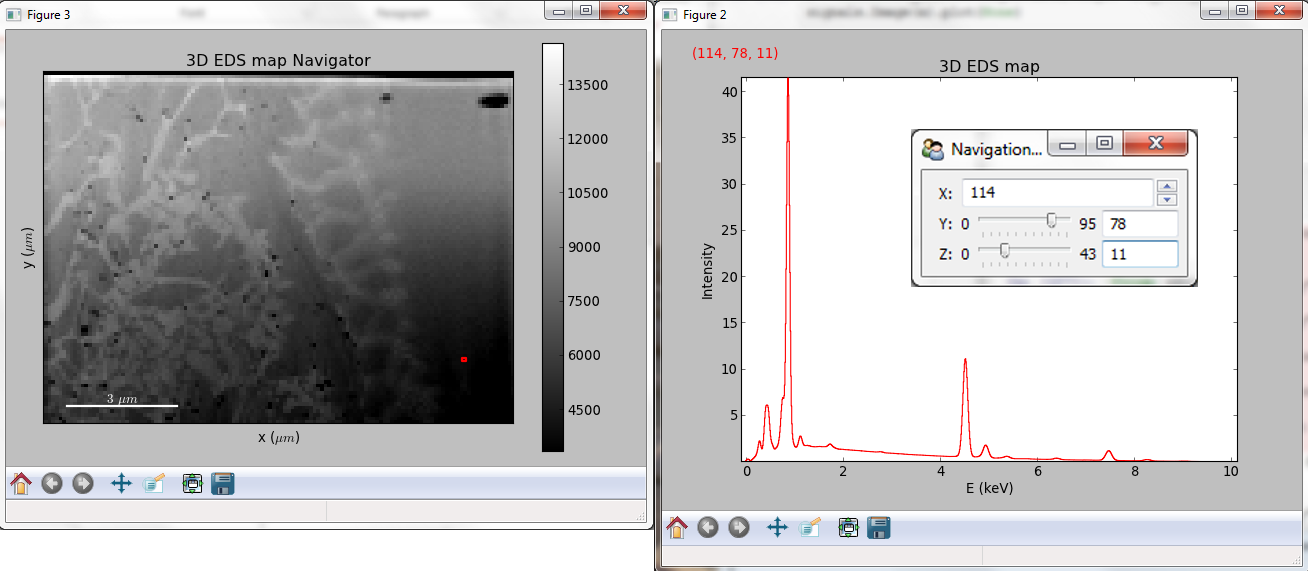 Figure 3
3D EDS map Navigator
13500
12000
10500
9000
7500
6000
4500
y (μm)
3 μm
x (μm)
Figure 2
(114, 78, 11)
3D EDS map
40
35
30
25
20
15
10
5
Intensity
0 2 4 6 8 10
E (keV)
Navigation...
X: 114
Y: 0 95 78
Z: 0 43 11